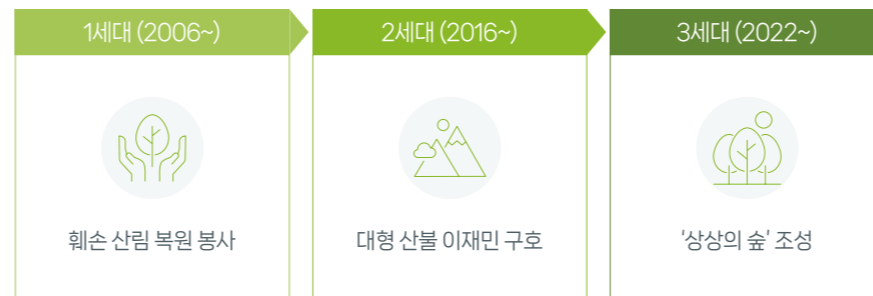 1세대 (2006~)
2세대 (2016~)
3세대 (2022~)
훼손 산림 복원 봉사
대형 산불 이재민 구호
‘상상의 숲’ 조성